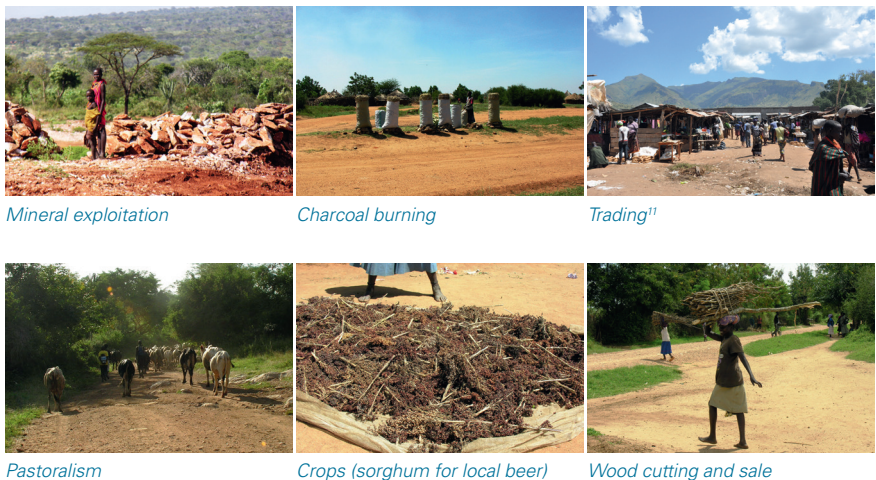 Mineral exploitation
Charcoal burning
Trading¹¹
Pastoralism
Crops (sorghum for local beer)
Wood cutting and sale